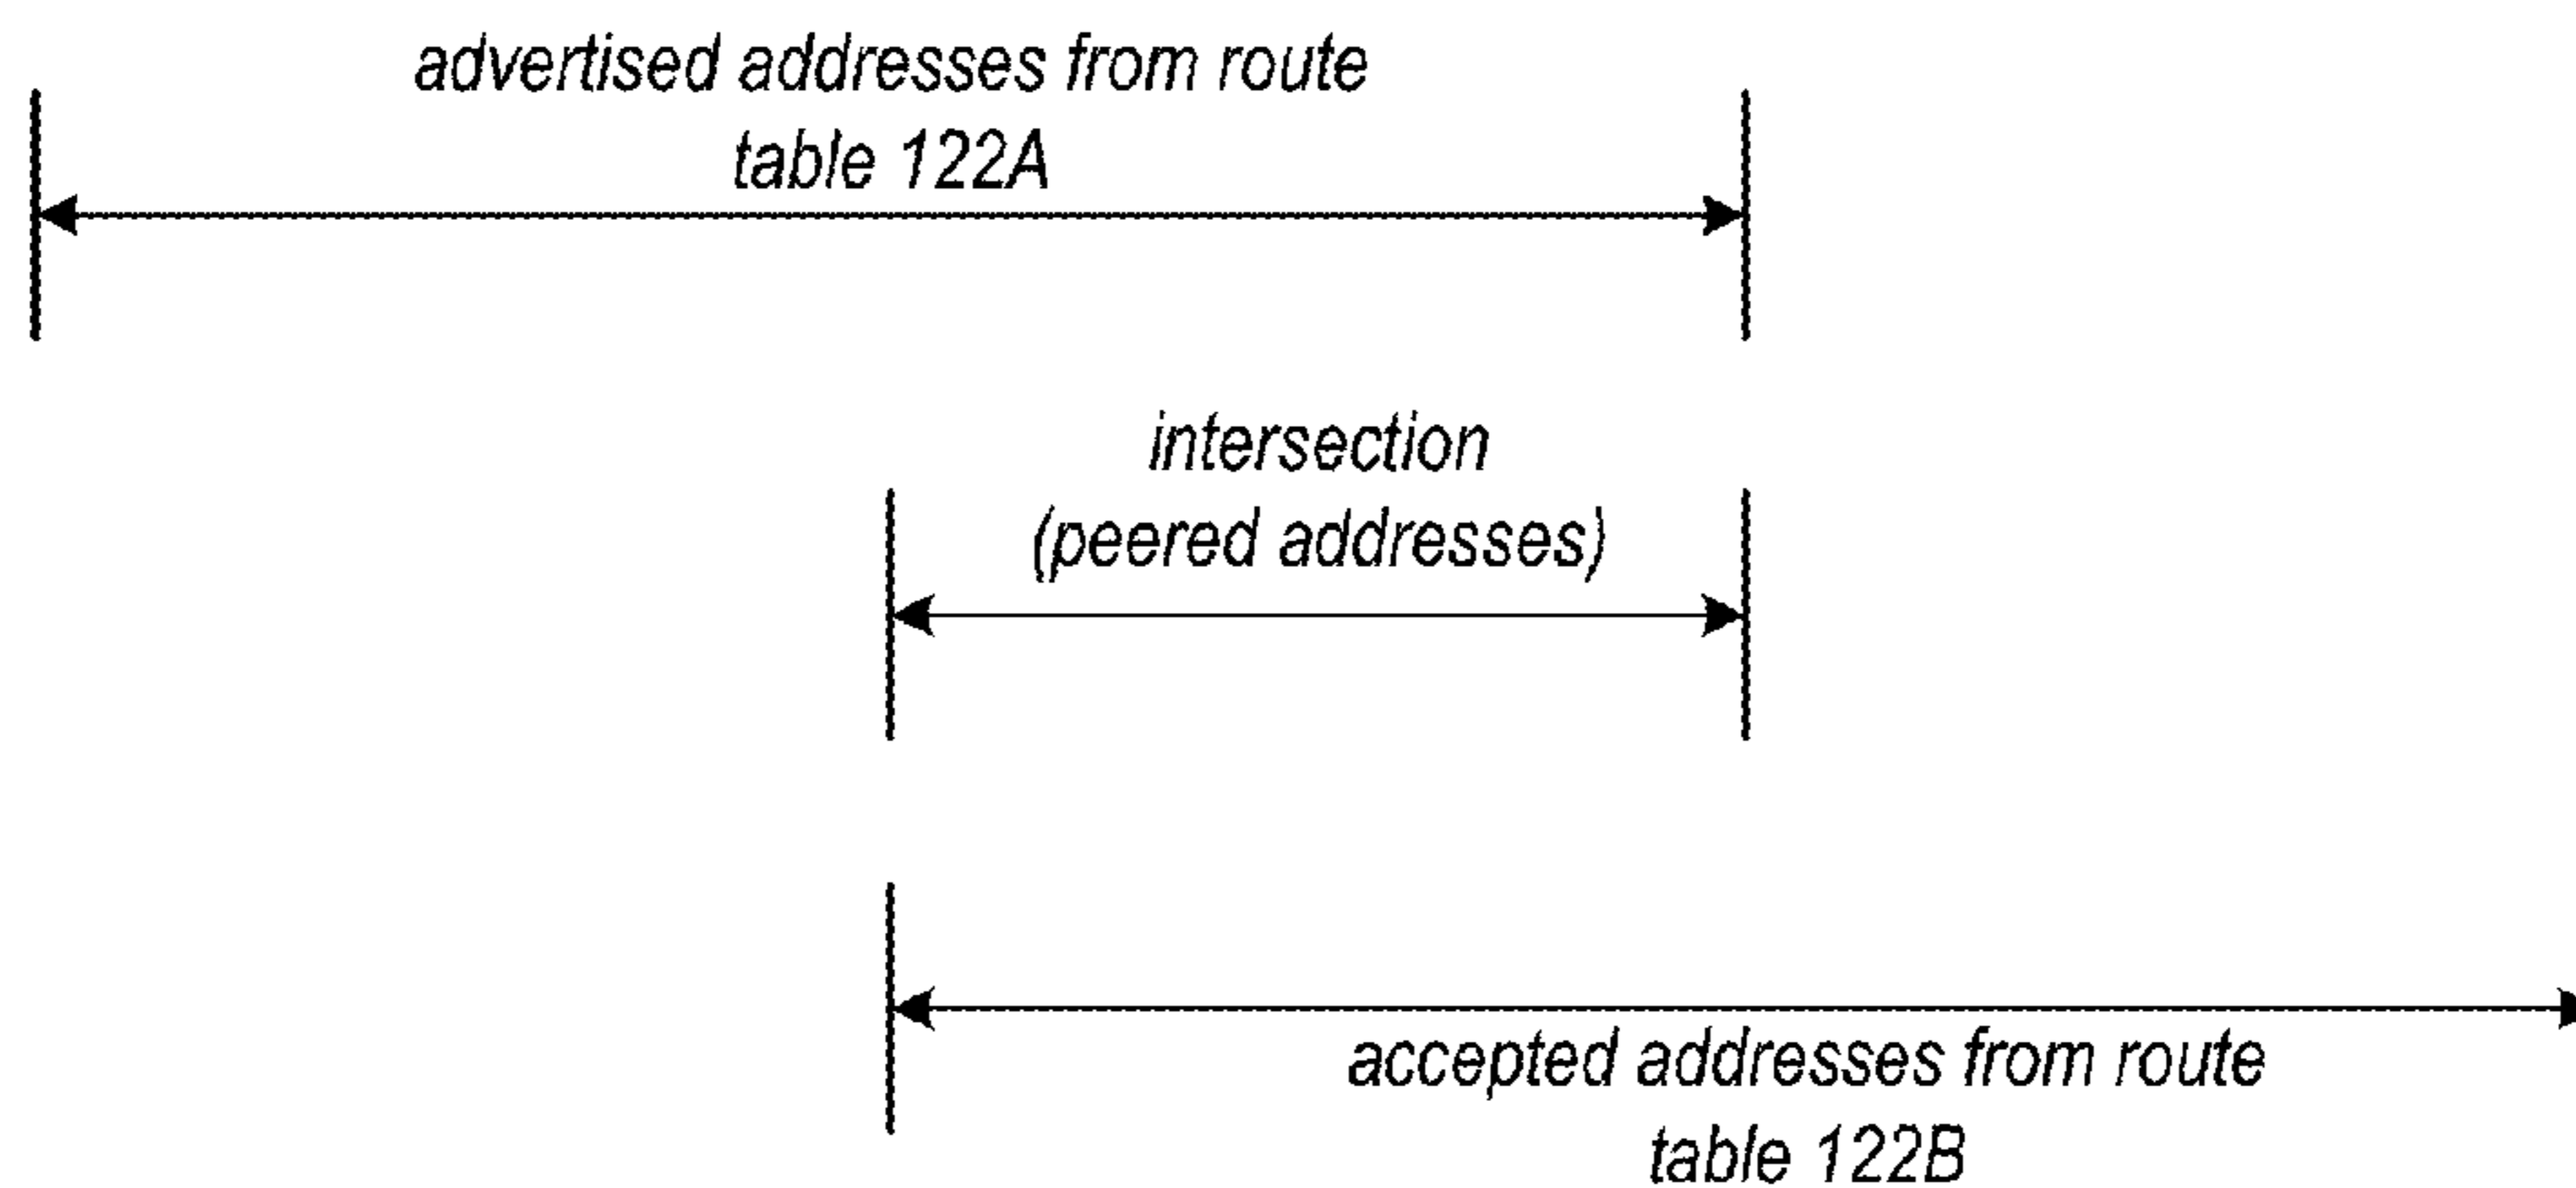 advertised addresses from route
table 122A
intersection
(peered addresses)
accepted addresses from route
table 122B